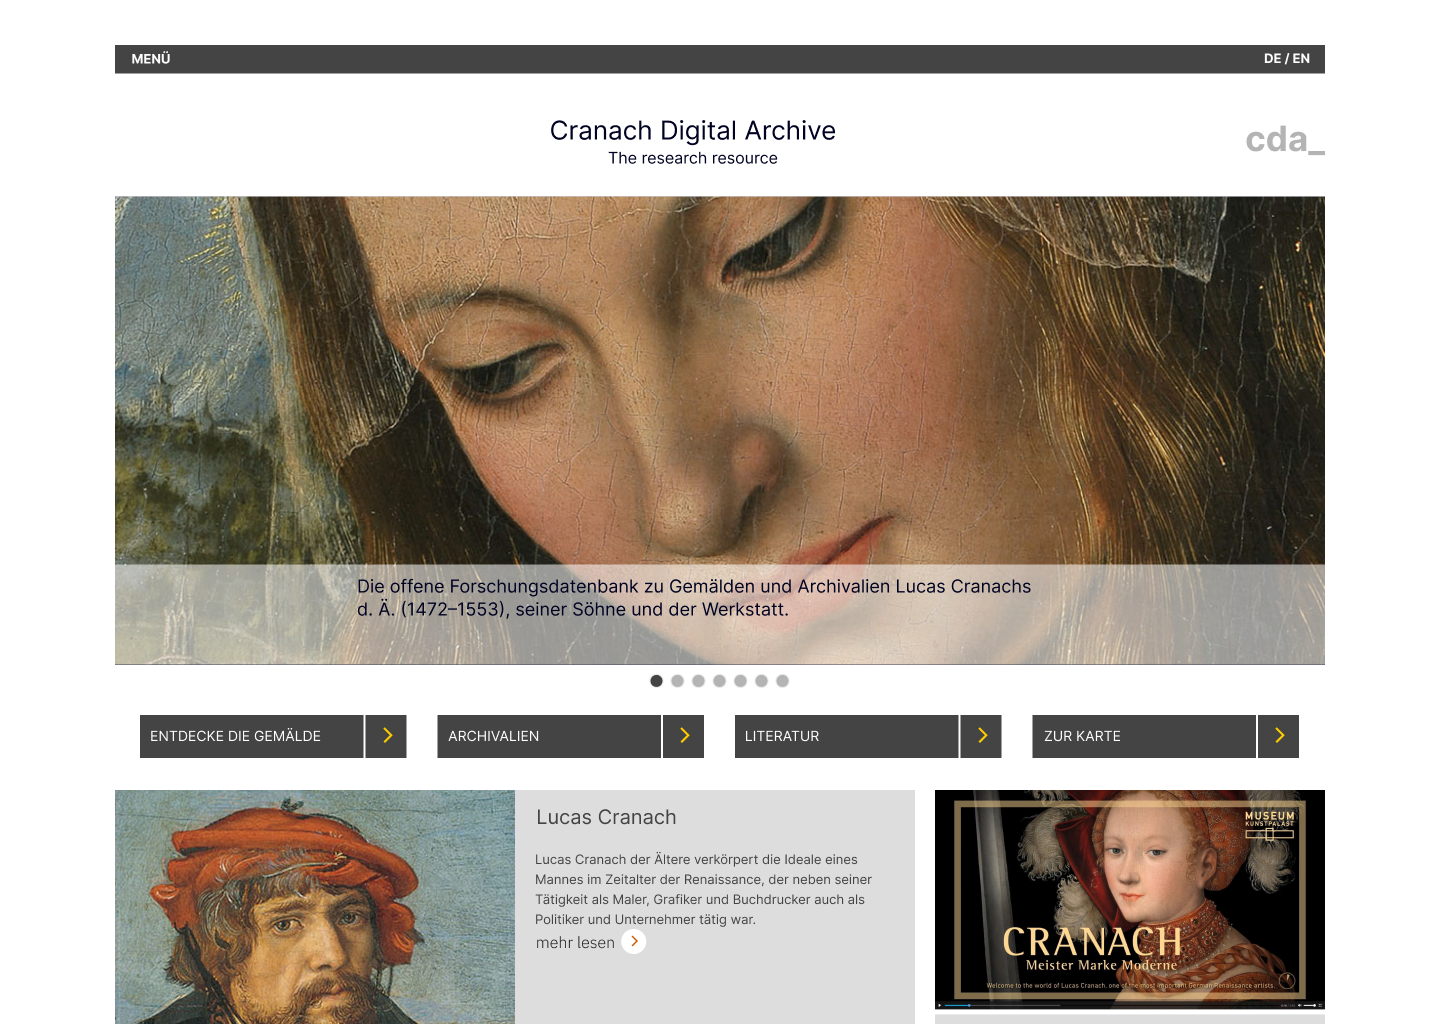 MENÜ
DE / EN
Cranach Digital Archive
The research resource
cda_
Die offene Forschungsdatenbank zu Gemälden und Archivalien Lucas Cranachs
d. Ä. (1472–1553), seiner Söhne und der Werkstatt.
ENTDECKE DIE GEMÄLDE
ARCHIVALIEN
LITERATUR
ZUR KARTE
Lucas Cranach
Lucas Cranach der Ältere verkörpert die Ideale eines
Mannes im Zeitalter der Renaissance, der neben seiner
Tätigkeit als Maler, Grafiker und Buchdrucker auch als
Politiker und Unternehmer tätig war.
mehr lesen
MUSEUM
KUNSTPALAST
CRANACH
Meister Marke Moderne
Welcome to the world of Lucas Cranach, one of the most important German Renaissance artists.